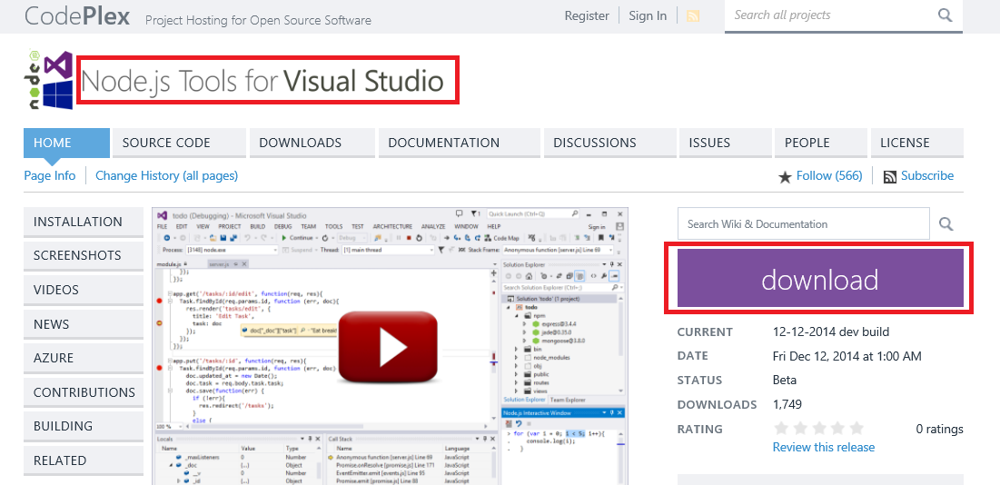 CodePlex Project Hosting for Open Source Software
Register Sign In
Search all projects
node
Node.js Tools for Visual Studio
HOME SOURCE CODE DOWNLOADS DOCUMENTATION DISCUSSIONS ISSUES PEOPLE LICENSE
Page Info Change History (all pages)
Follow (566) Subscribe
INSTALLATION
SCREENSHOTS
VIDEOS
NEWS
AZURE
CONTRIBUTIONS
BUILDING
RELATED
todo (Debugging) - Microsoft Visual Studio
Quick Launch (Ctrl+Q)
FILE EDIT VIEW PROJECT BUILD DEBUG TEAM TOOLS TEST ARCHITECTURE ANALYZE WINDOW HELP
Sign in
Continue Debug Code Map
Process: [3148] node.exe Suspend Thread: [1] main thread Stack Frame: Anonymous function [server.js] Line 69
module.js server.js
});
});
app.get('/tasks/:id/edit', function(req, res){
Task.findById(req.params.id, function (err, doc){
res.render('tasks/edit', {
title: 'Edit Task',
task: doc
doc["_doc"]["task"] "Eat break
});
});
});
app.put('/tasks/:id', function(req, res){
Task.findById(req.params.id, function (err, doc)
doc.updated_at = new Date();
doc.task = req.body.task.task;
doc.save(function(err) {
if (!err){
res.redirect('/tasks');
}
else {
100 %
Solution Explorer
Search Solution Explorer (Ctrl+;)
Solution 'todo' (1 project)
todo
npm
express@3.4.4
jade@0.35.0
mongoose@3.8.0
bin
node_modules
obj
public
routes
views
Solution Explorer Team Explorer
Locals
Name Value Type
_maxListeners 0 Number
_doc {...} Object
__v 0 Number
_id {...} Object
Call Stack
Name Language
Anonymous function [server.js] Line 69 JavaScript
Promise.onResolve [promise.js] Line 171 JavaScript
EventEmitter.emit [events.js] Line 95 JavaScript
Promise.emit [promise.js] Line 88 JavaScript
Node.js Interactive Window
> for (var i = 0; i < 5; i++){
. console.log(i);
. }
Search Wiki & Documentation
download
CURRENT 12-12-2014 dev build
DATE Fri Dec 12, 2014 at 1:00 AM
STATUS Beta
DOWNLOADS 1,749
RATING 0 ratings
Review this release